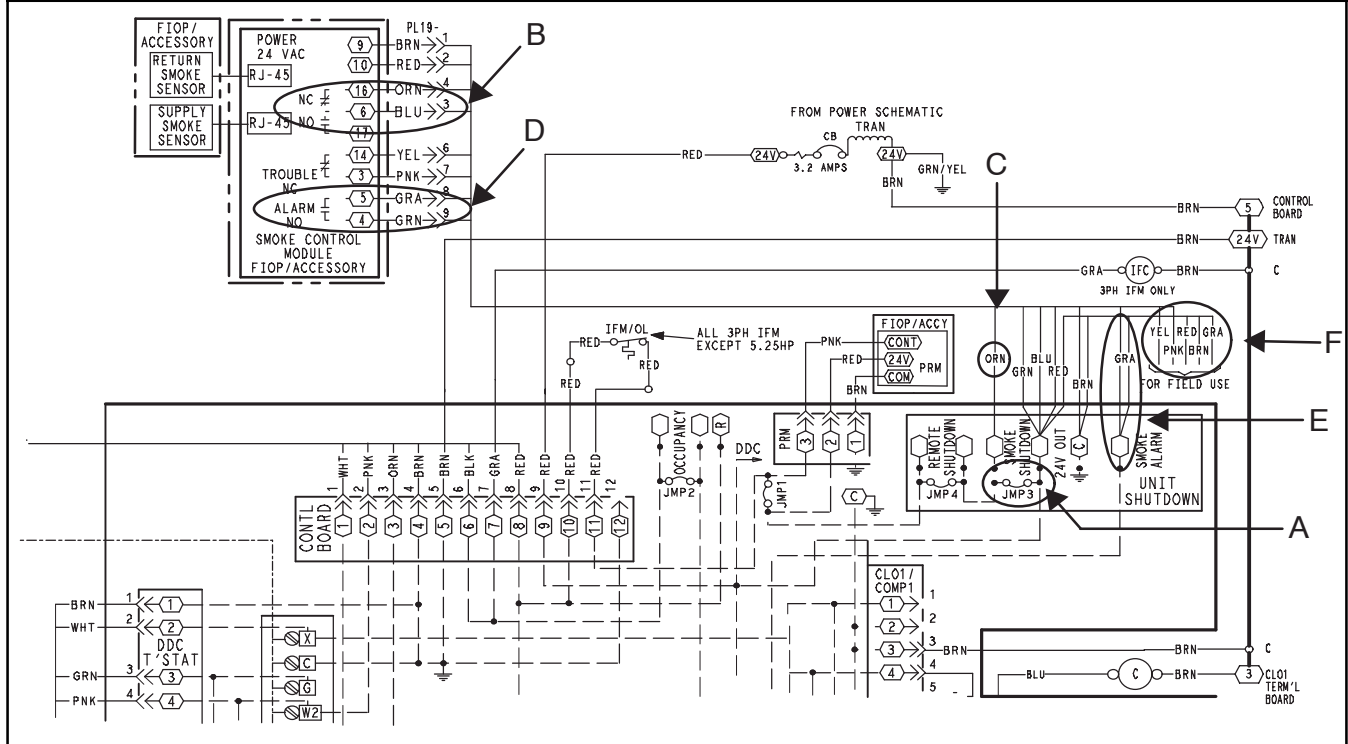 FIOP/
ACCESSORY
RETURN
SMOKE
SENSOR
SUPPLY
SMOKE
SENSOR
POWER
24 VAC
RJ-45
RJ-45
NC
NO
TROUBLE
NC
ALARM
NO
SMOKE CONTROL
MODULE
FIOP/ACCESSORY
PL19-
9 BRN 1
10 RED 2
16 ORN 4
6 BLU 3
17
14 YEL 6
3 PNK 7
5 GRA 8
4 GRN 9
B
D
FROM POWER SCHEMATIC
TRAN
CB
RED 24V 3.2 AMPS 24V
GRN/YEL
BRN
C
BRN 5 CONTROL
BOARD
BRN 24V TRAN
GRA IFC BRN C
3PH IFM ONLY
IFM/OL
RED
RED
RED
RED
ALL 3PH IFM
EXCEPT 5.25HP
FIOP/ACCY
PNK CONT
RED 24V
BRN COM
PRM
ORN
GRN
BLU
RED
BRN
GRA
YEL RED GRA
PNK BRN
FOR FIELD USE
F
E
A
WHT PNK ORN BRN BRN BLK GRA RED RED RED RED
1 2 3 4 5 6 7 8 9 10 11 12
CONTL
BOARD
1 2 3 4 5 6 7 8 9 10 11 12
OCCUPANCY
JMP2
R
DDC
JMP1
PRM
3 2 1
C
REMOTE
SHUTDOWN
JMP4
SMOKE
SHUTDOWN
JMP3
24V OUT
C
SMOKE
ALARM
UNIT
SHUTDOWN
BRN 1 1
WHT 2 2
DDC
T'STAT
GRN 3 3
PNK 4 4
X
C
G
W2
CLO1/
COMP1
1 1
2 2
3 3 BRN BRN C
4 4
5
BLU C BRN 3 CLO1
TERM'L
BOARD